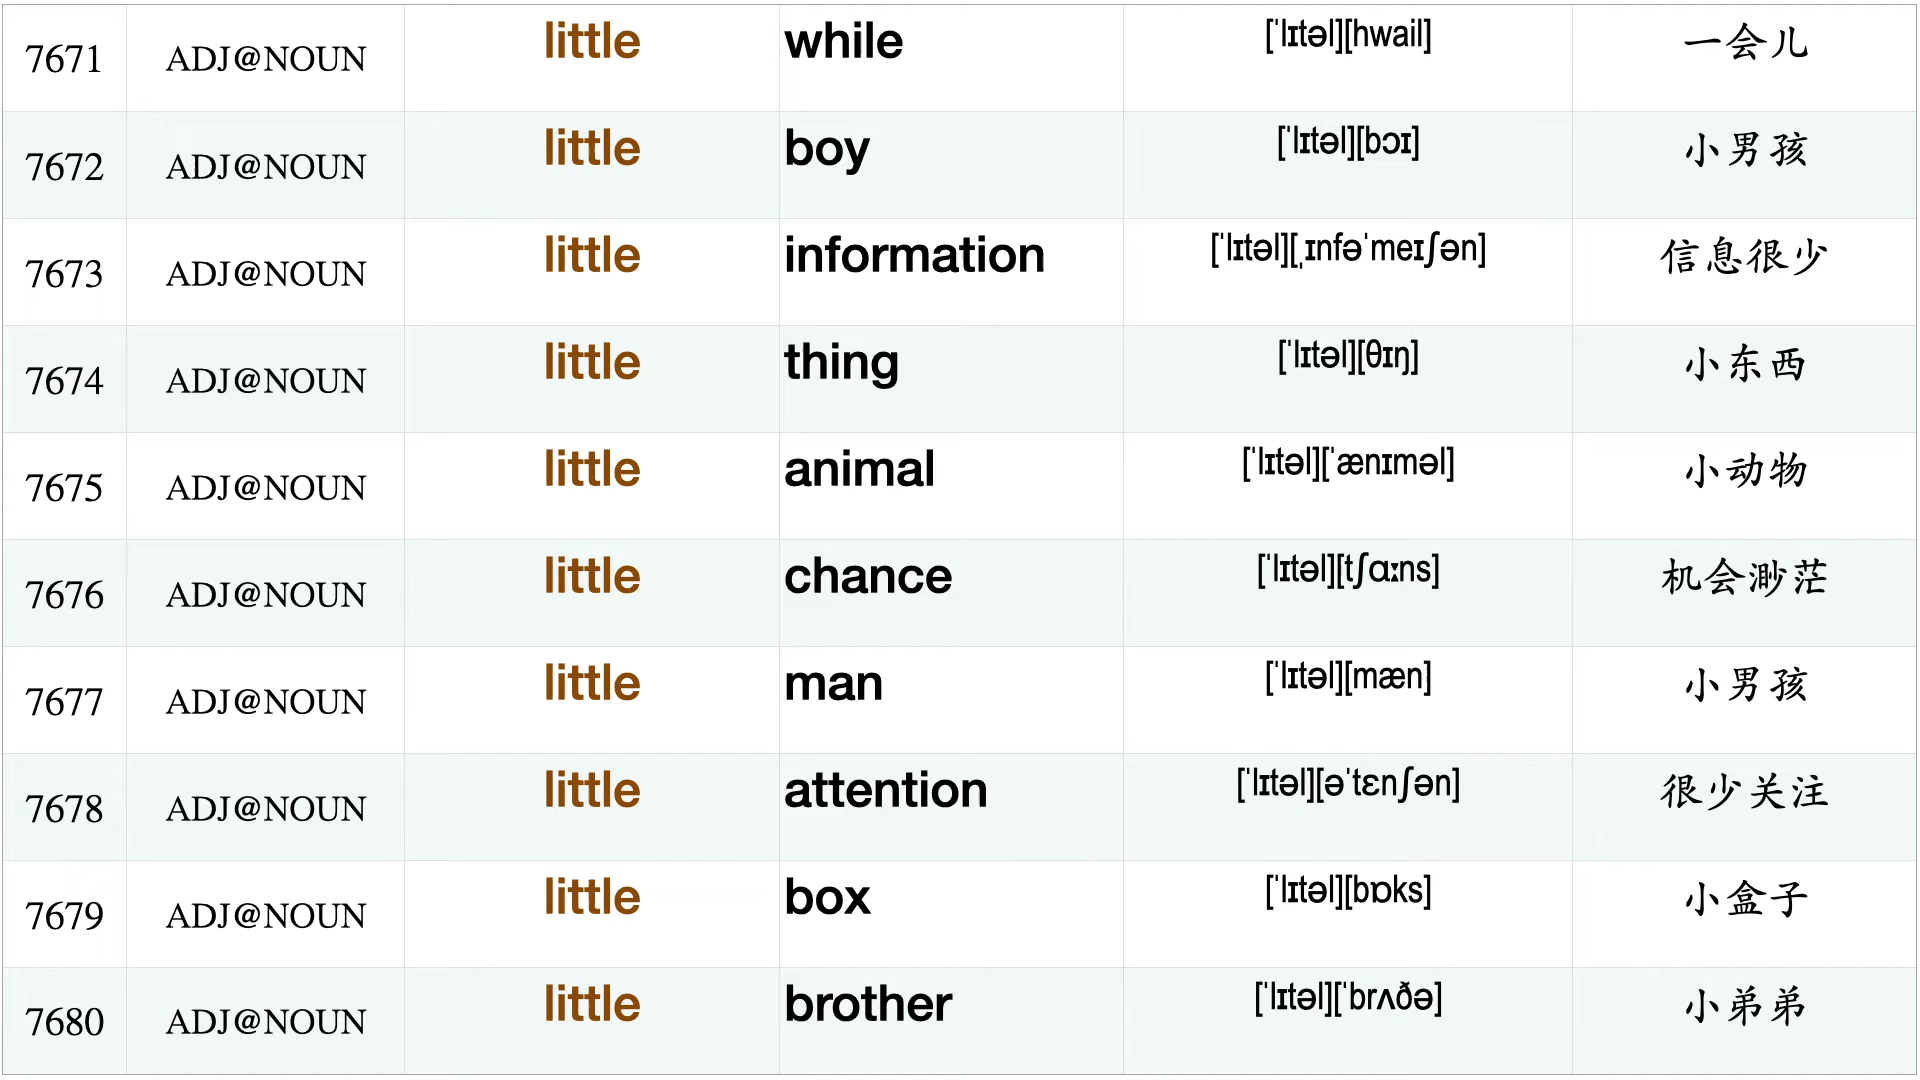 7671 ADJ@NOUN little while [ˈlɪtəl][hwail] 一会儿
7672 ADJ@NOUN little boy [ˈlɪtəl][bɔɪ] 小男孩
7673 ADJ@NOUN little information [ˈlɪtəl][ˌɪnfəˈmeɪʃən] 信息很少
7674 ADJ@NOUN little thing [ˈlɪtəl][θɪŋ] 小东西
7675 ADJ@NOUN little animal [ˈlɪtəl][ˈænɪməl] 小动物
7676 ADJ@NOUN little chance [ˈlɪtəl][tʃɑːns] 机会渺茫
7677 ADJ@NOUN little man [ˈlɪtəl][mæn] 小男孩
7678 ADJ@NOUN little attention [ˈlɪtəl][əˈtɛnʃən] 很少关注
7679 ADJ@NOUN little box [ˈlɪtəl][bɒks] 小盒子
7680 ADJ@NOUN little brother [ˈlɪtəl][ˈbrʌðə] 小弟弟